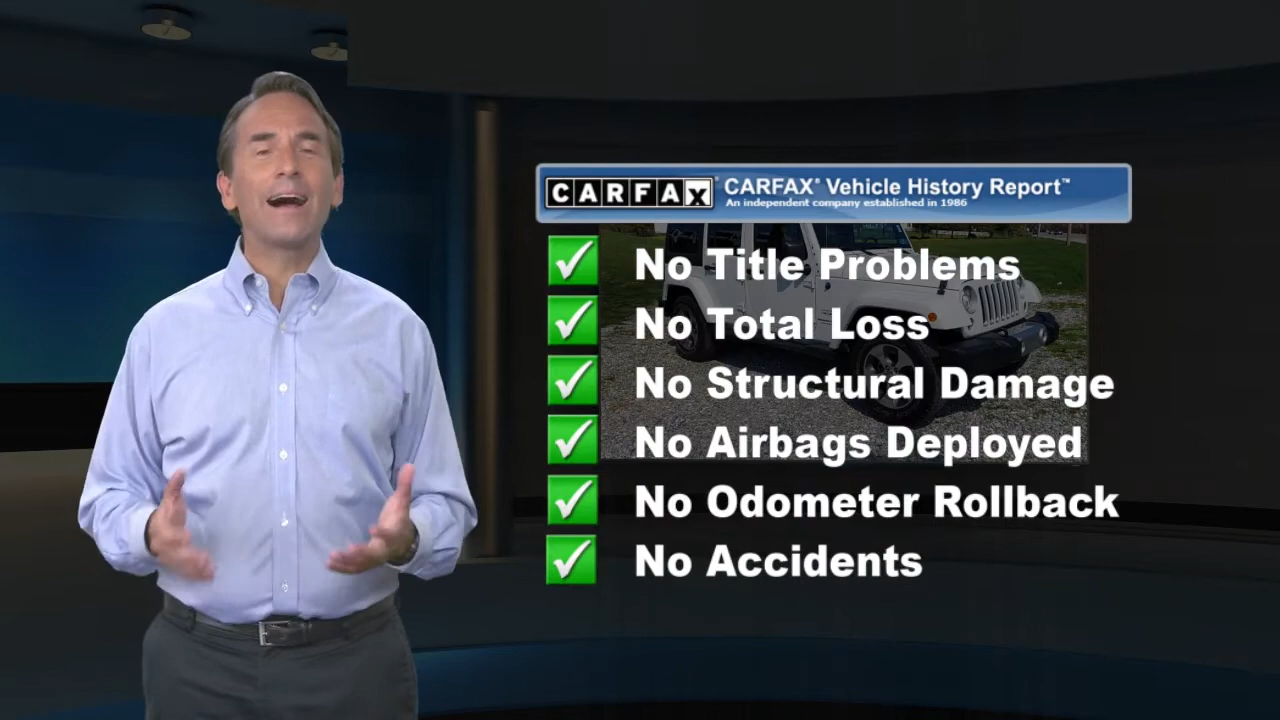 CARFAX® CARFAX® Vehicle History Report™
An independent company established in 1986
No Title Problems
No Total Loss
No Structural Damage
No Airbags Deployed
No Odometer Rollback
No Accidents